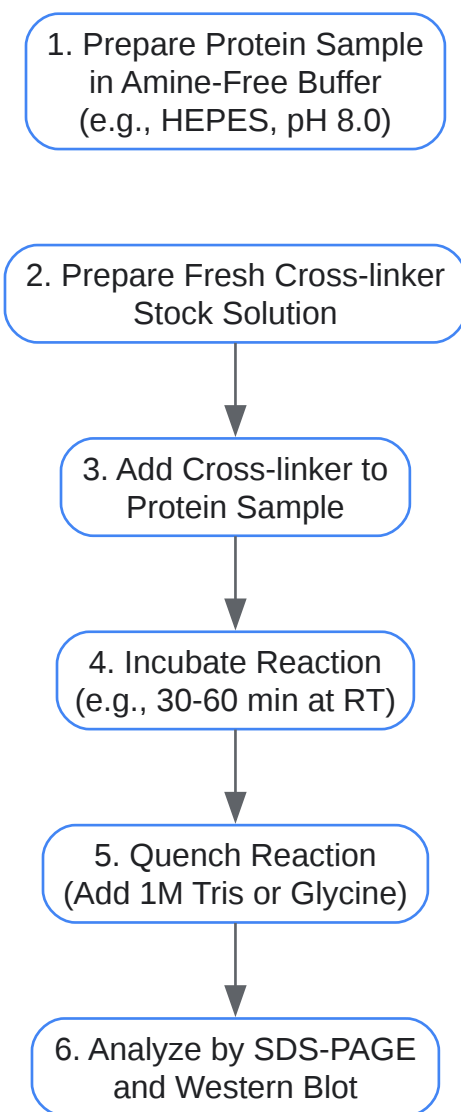 1. Prepare Protein Sample
in Amine-Free Buffer
(e.g., HEPES, pH 8.0)
2. Prepare Fresh Cross-linker
Stock Solution
3. Add Cross-linker to
Protein Sample
4. Incubate Reaction
(e.g., 30-60 min at RT)
5. Quench Reaction
(Add 1M Tris or Glycine)
6. Analyze by SDS-PAGE
and Western Blot